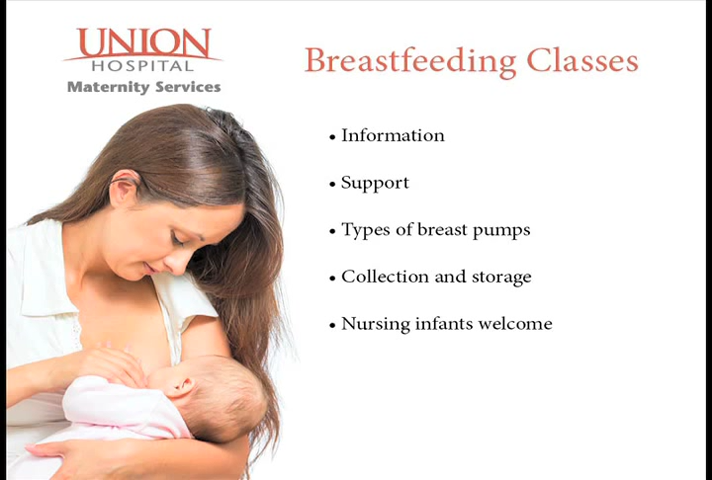 UNION
HOSPITAL
Maternity Services
Breastfeeding Classes
• Information
• Support
• Types of breast pumps
• Collection and storage
• Nursing infants welcome